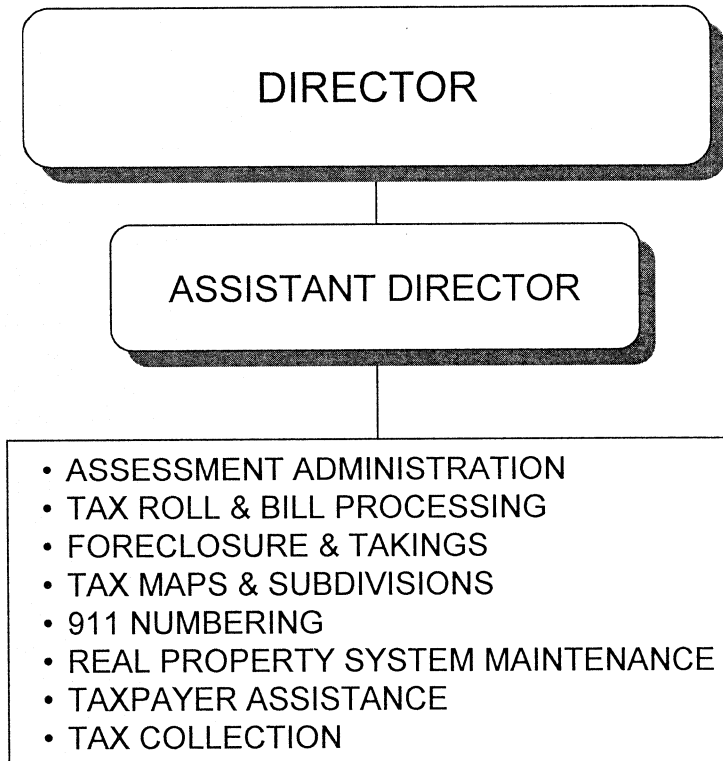 DIRECTOR
ASSISTANT DIRECTOR
• ASSESSMENT ADMINISTRATION
• TAX ROLL & BILL PROCESSING
• FORECLOSURE & TAKINGS
• TAX MAPS & SUBDIVISIONS
• 911 NUMBERING
• REAL PROPERTY SYSTEM MAINTENANCE
• TAXPAYER ASSISTANCE
• TAX COLLECTION